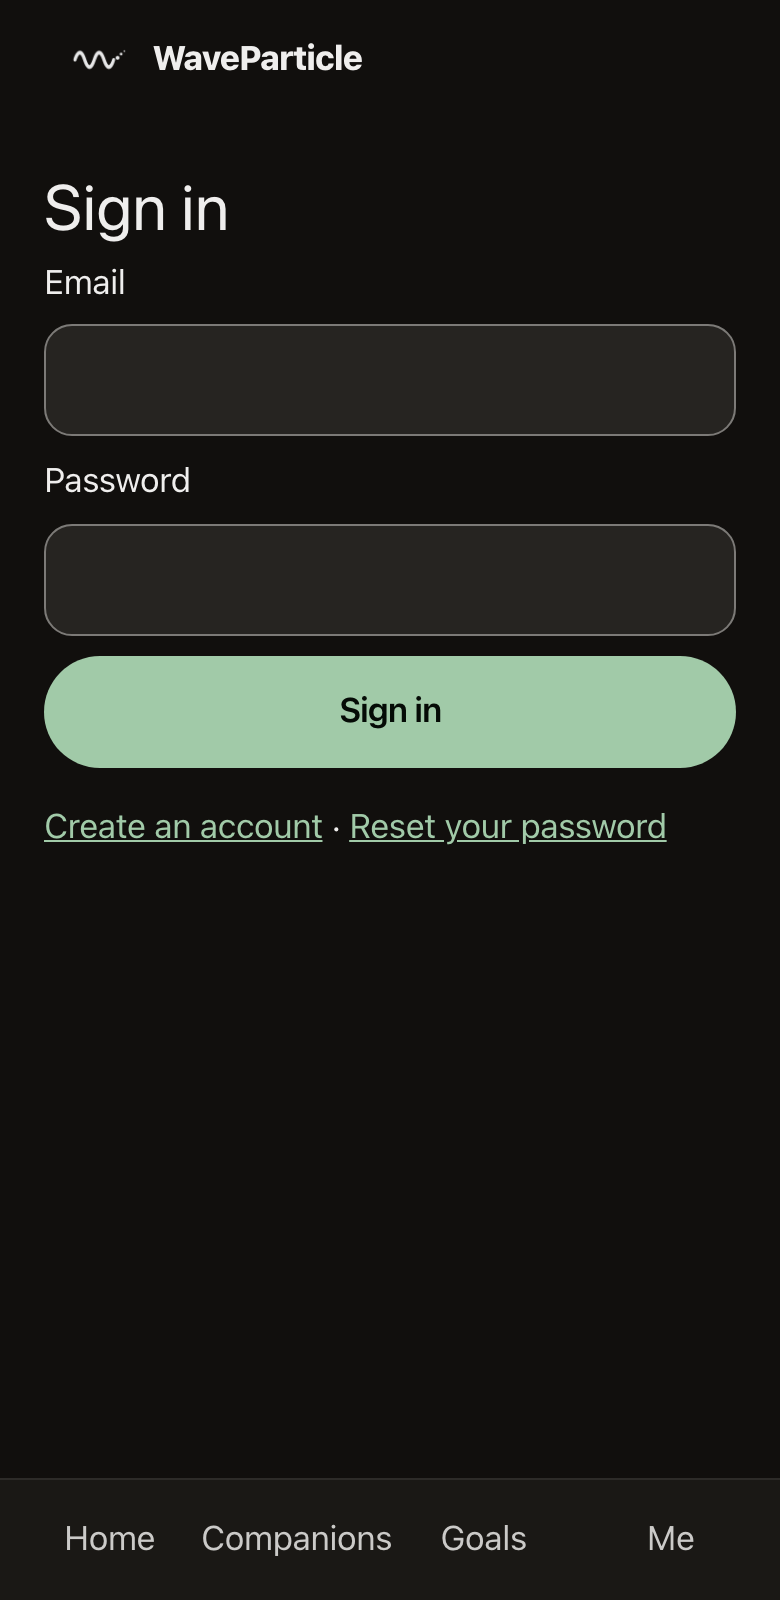 WaveParticle
Sign in
Email
Password
Sign in
Create an account · Reset your password
Home Companions Goals Me